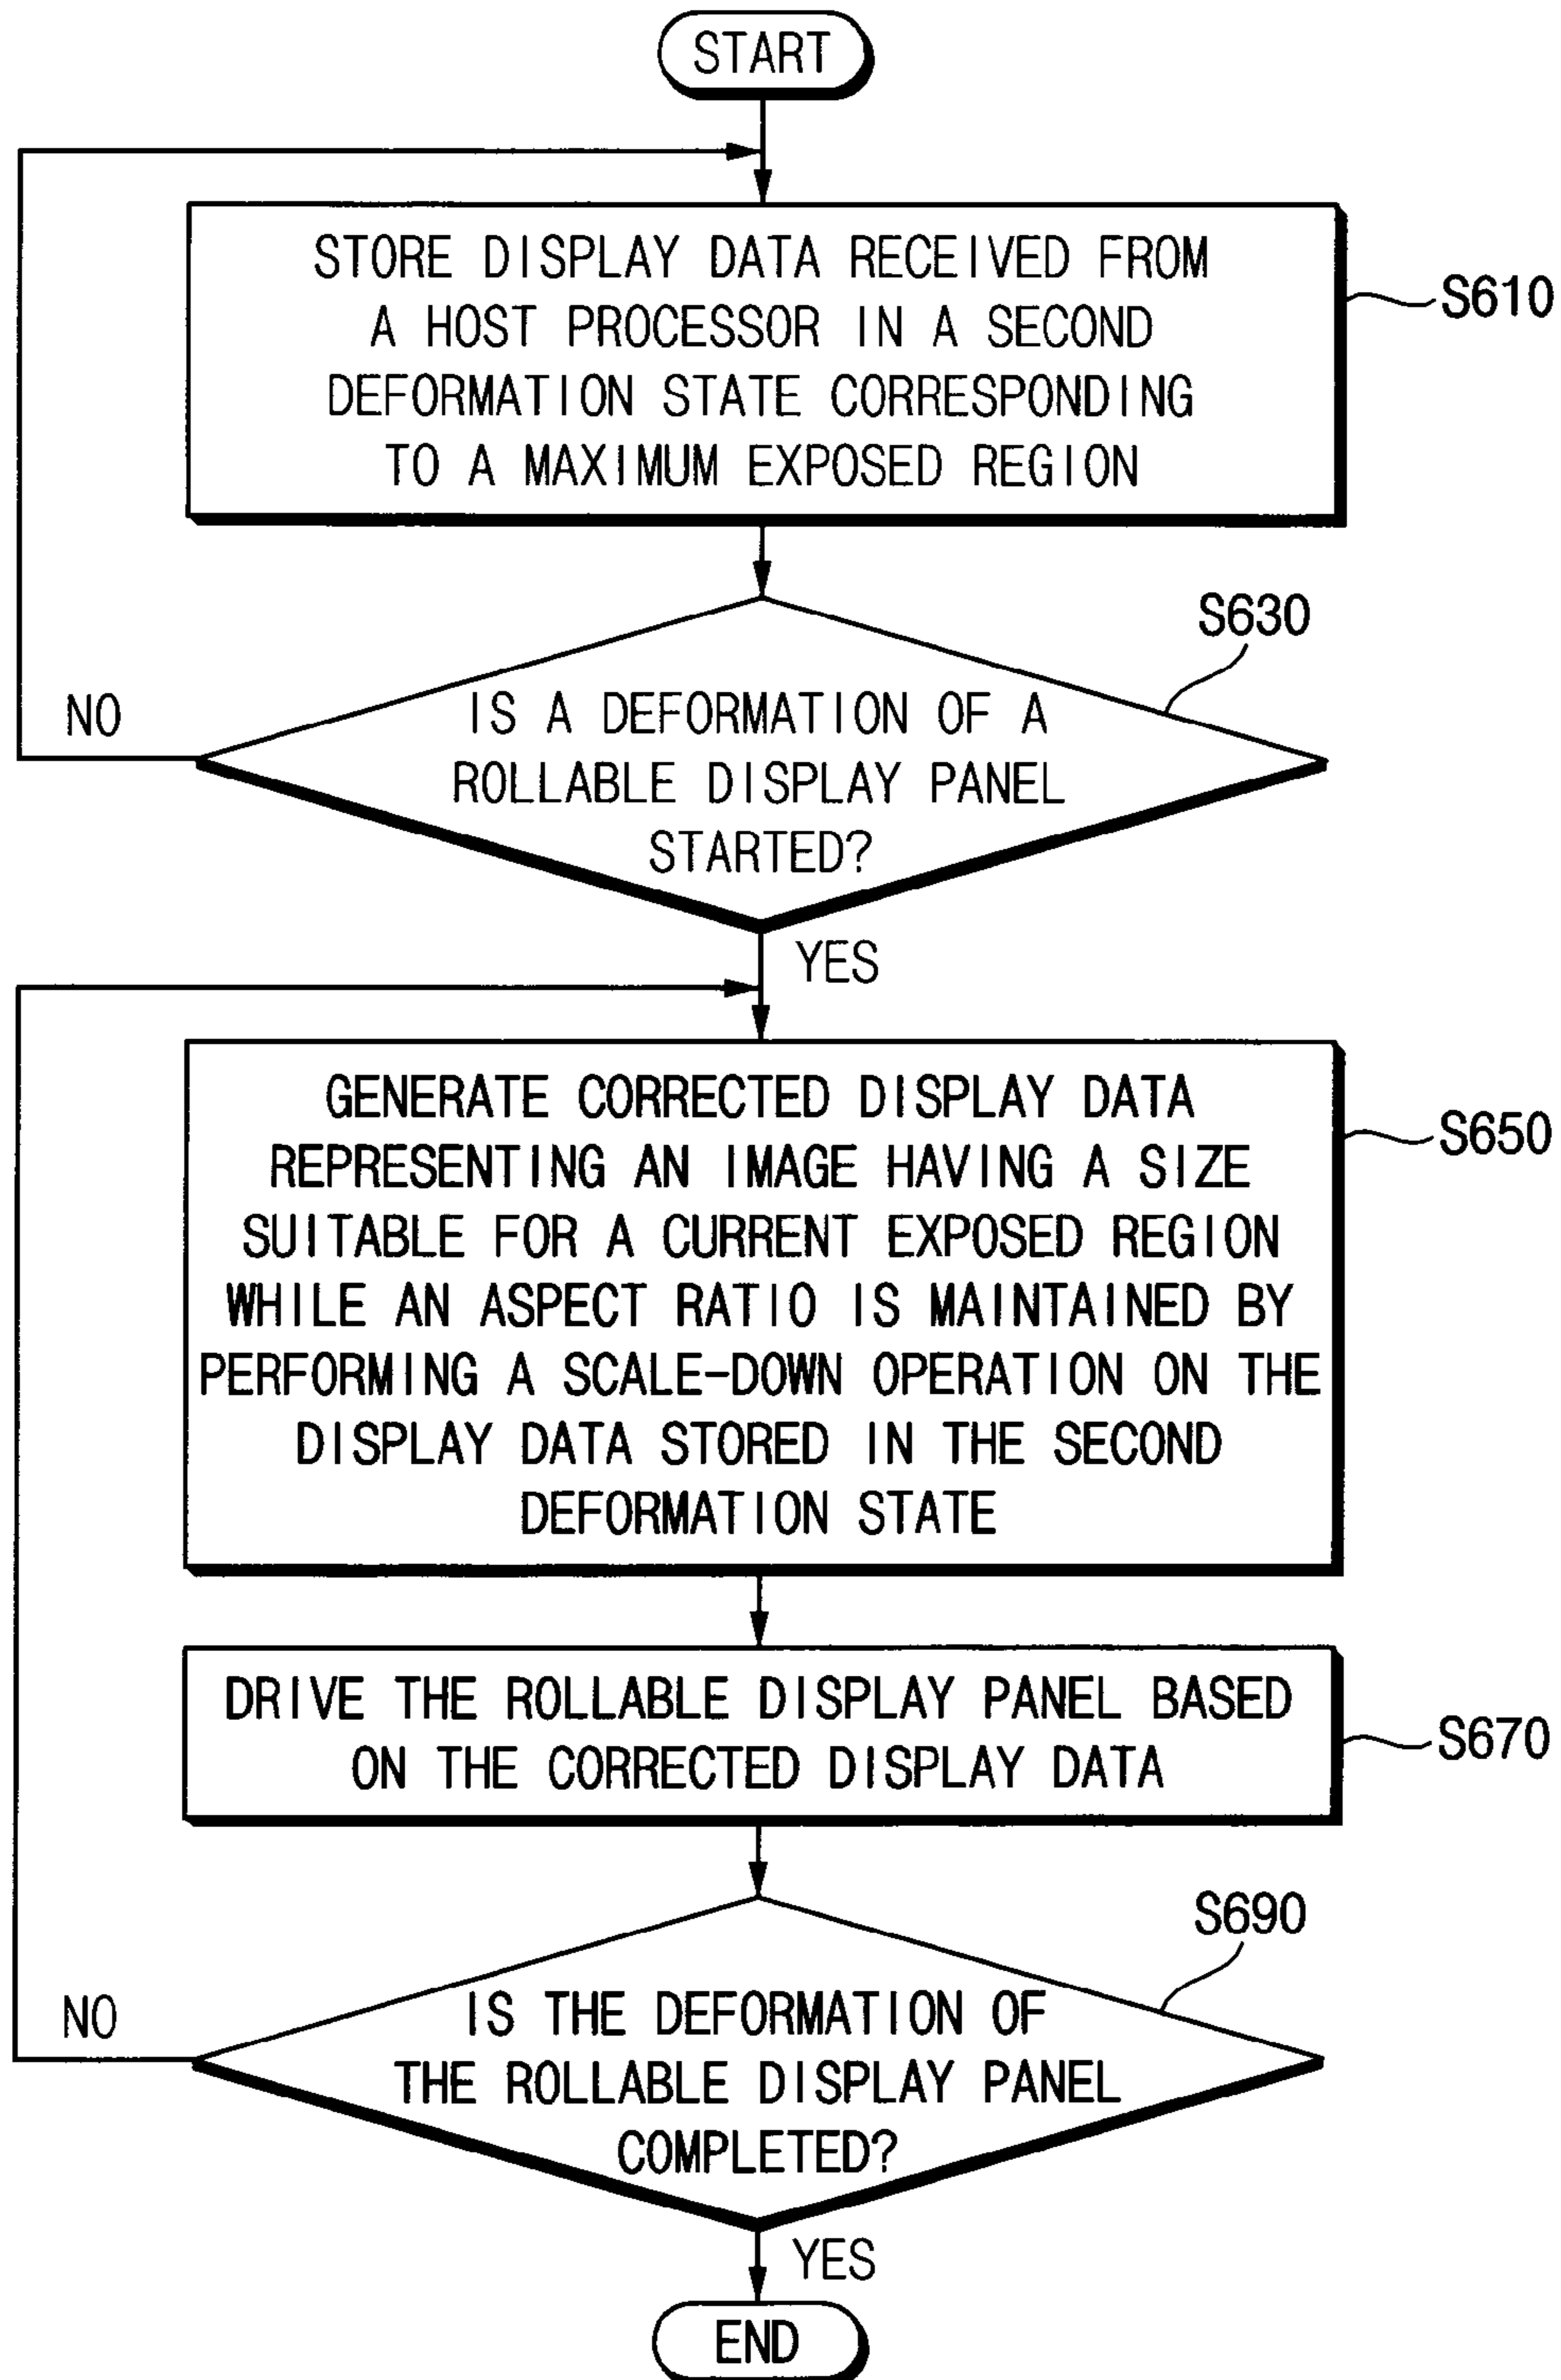 START
STORE DISPLAY DATA RECEIVED FROM
A HOST PROCESSOR IN A SECOND
DEFORMATION STATE CORRESPONDING
TO A MAXIMUM EXPOSED REGION
S610
S630
IS A DEFORMATION OF A
ROLLABLE DISPLAY PANEL
STARTED?
NO
YES
GENERATE CORRECTED DISPLAY DATA
REPRESENTING AN IMAGE HAVING A SIZE
SUITABLE FOR A CURRENT EXPOSED REGION
WHILE AN ASPECT RATIO IS MAINTAINED BY
PERFORMING A SCALE-DOWN OPERATION ON THE
DISPLAY DATA STORED IN THE SECOND
DEFORMATION STATE
S650
DRIVE THE ROLLABLE DISPLAY PANEL BASED
ON THE CORRECTED DISPLAY DATA
S670
S690
IS THE DEFORMATION OF
THE ROLLABLE DISPLAY PANEL
COMPLETED?
NO
YES
END